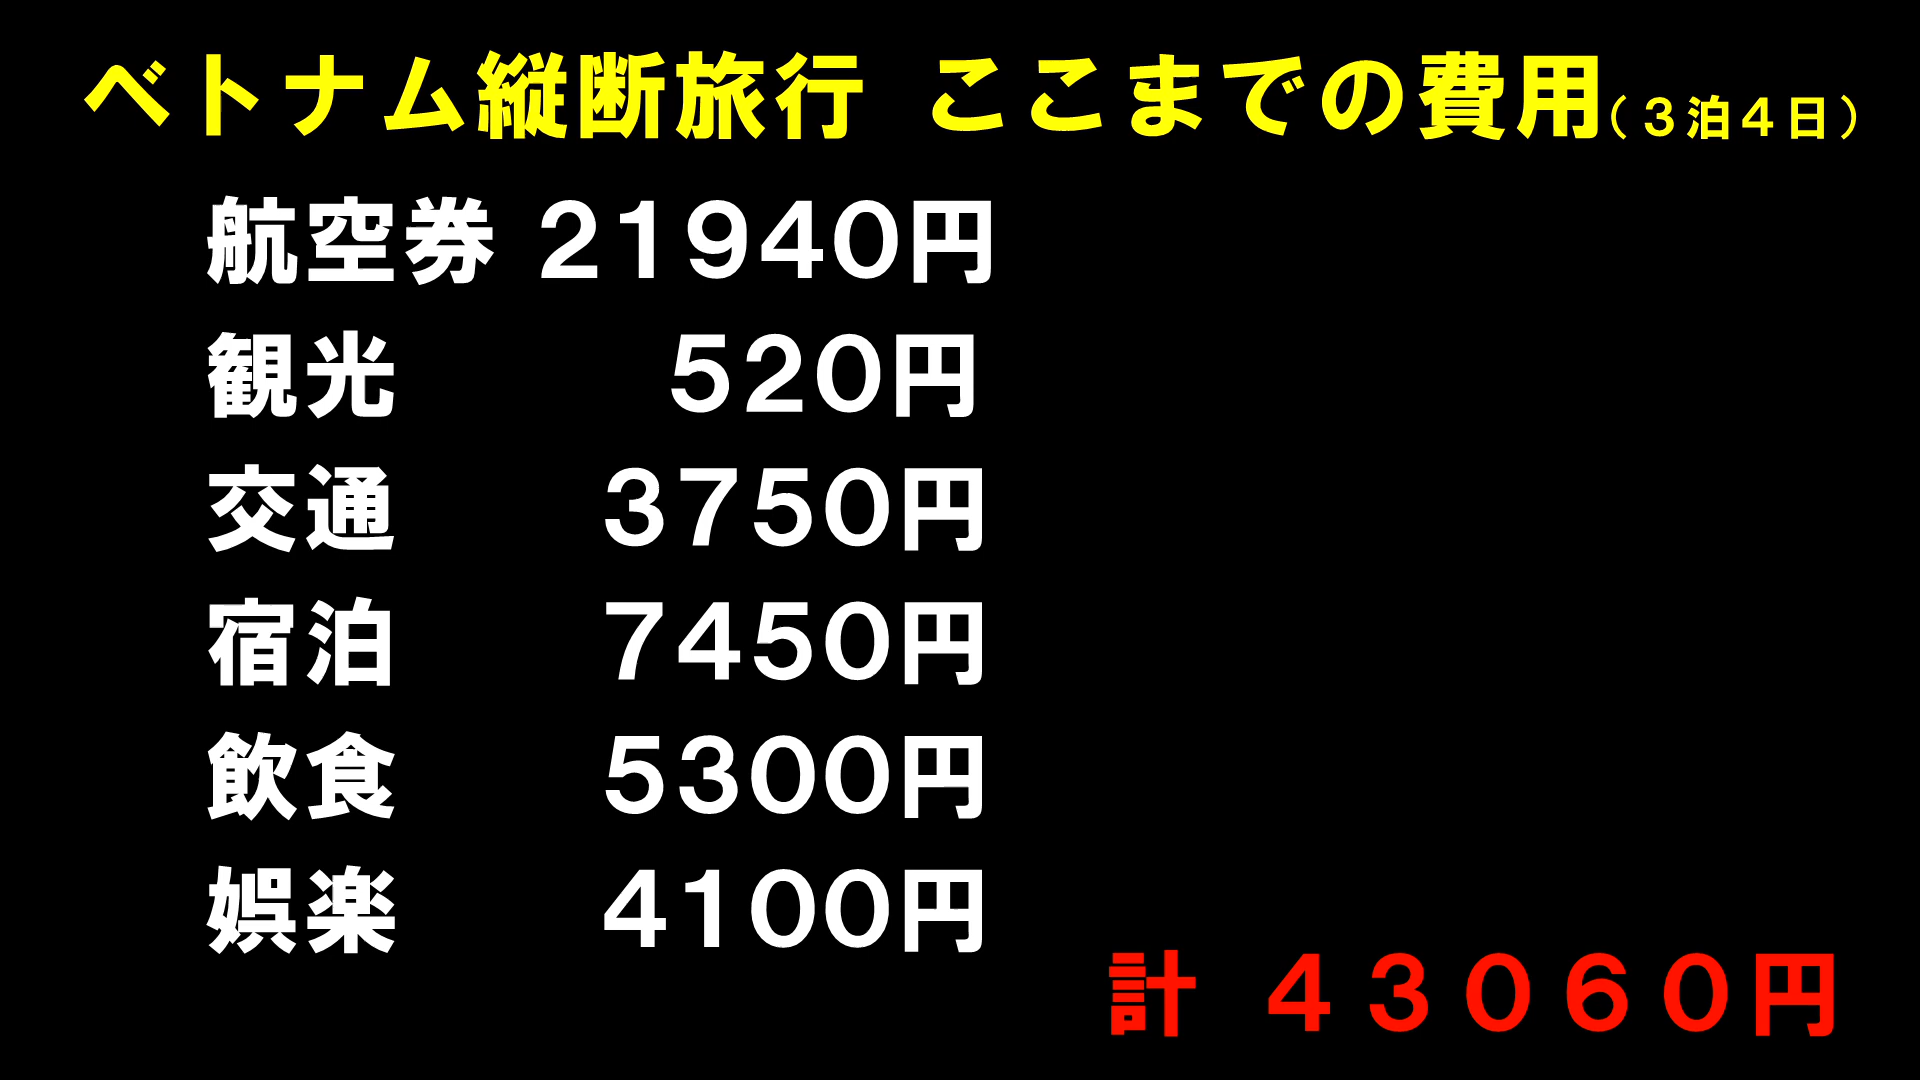 ベトナム縦断旅行 ここまでの費用（３泊４日）
航空券 21940円
観光 520円
交通 3750円
宿泊 7450円
飲食 5300円
娯楽 4100円
計 ４３０６０円